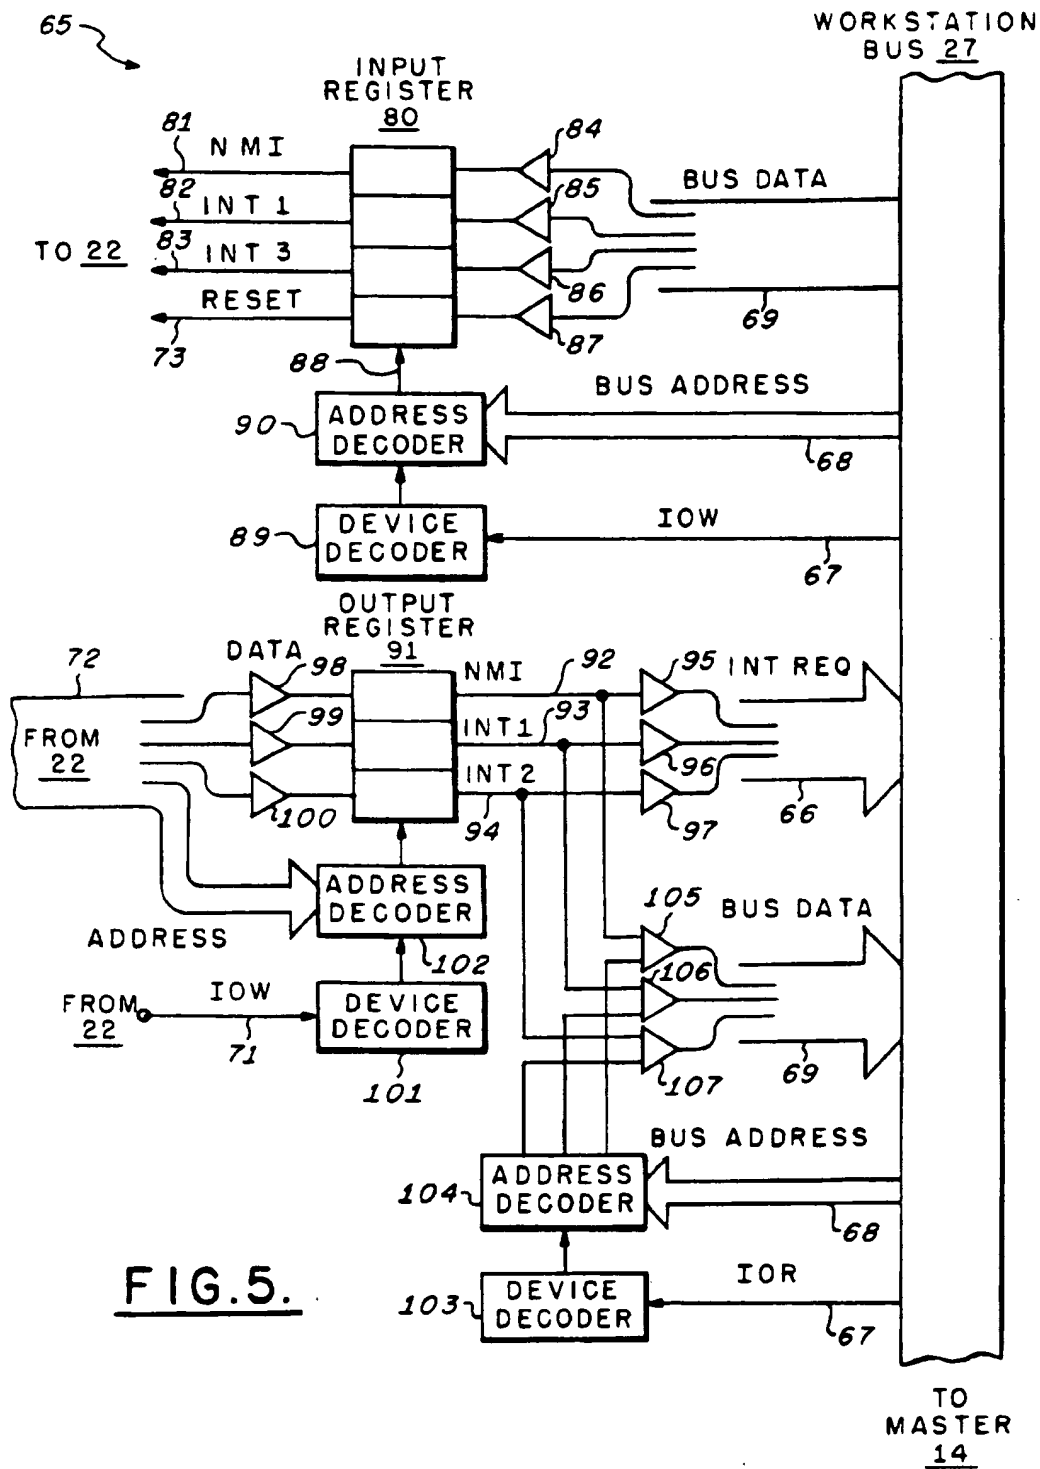 65
WORKSTATION
BUS 27
INPUT
REGISTER
80
81
NMI
84
BUS DATA
82
INT 1
85
TO 22
83
INT 3
86
RESET
69
73
87
88
BUS ADDRESS
90
ADDRESS
DECODER
68
IOW
89
DEVICE
DECODER
67
OUTPUT
REGISTER
91
72
DATA
98
NMI
92
95
INT REQ
99
INT 1
93
FROM
22
96
INT 2
100
94
97
66
ADDRESS
DECODER
105
BUS DATA
ADDRESS
102
106
IOW
FROM
22
DEVICE
DECODER
71
101
107
69
BUS ADDRESS
104
ADDRESS
DECODER
68
IOR
FIG.5.
103
DEVICE
DECODER
67
TO
MASTER
14